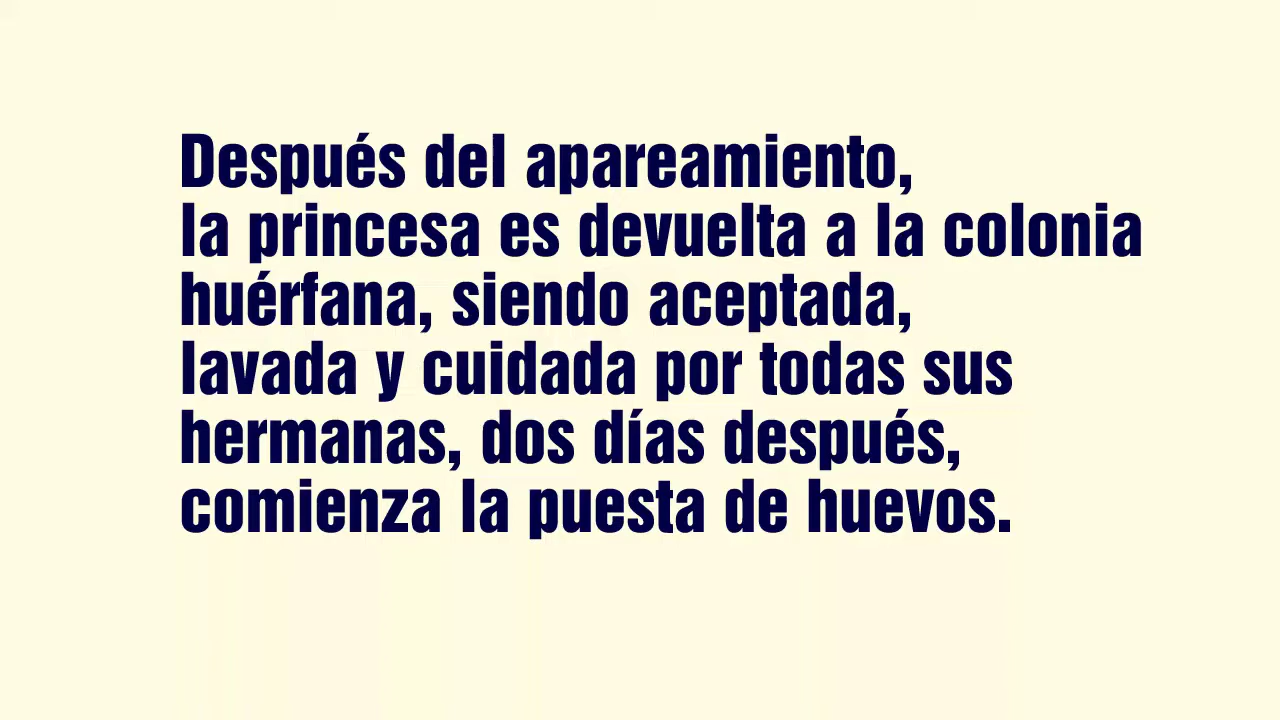 Después del apareamiento,
la princesa es devuelta a la colonia
huérfana, siendo aceptada,
lavada y cuidada por todas sus
hermanas, dos días después,
comienza la puesta de huevos.